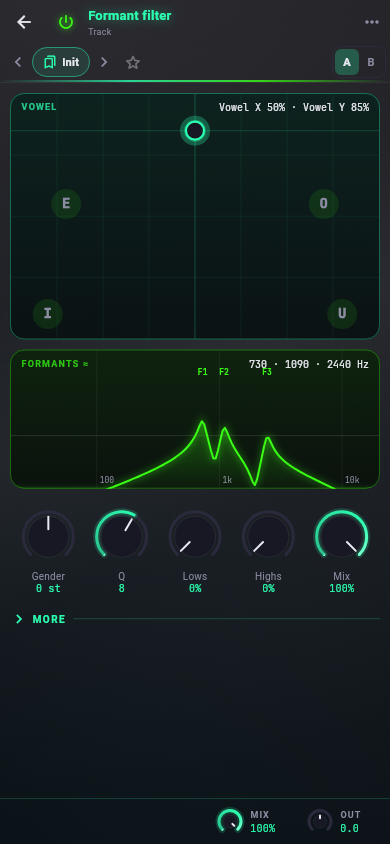 Formant filter
Track
Init
A B
VOWEL
Vowel X 50% · Vowel Y 85%
E
O
I
U
FORMANTS ≈
730 · 1090 · 2440 Hz
F1 F2 F3
100 1k 10k
Gender Q Lows Highs Mix
0 st 8 0% 0% 100%
MORE
MIX
100%
OUT
0.0